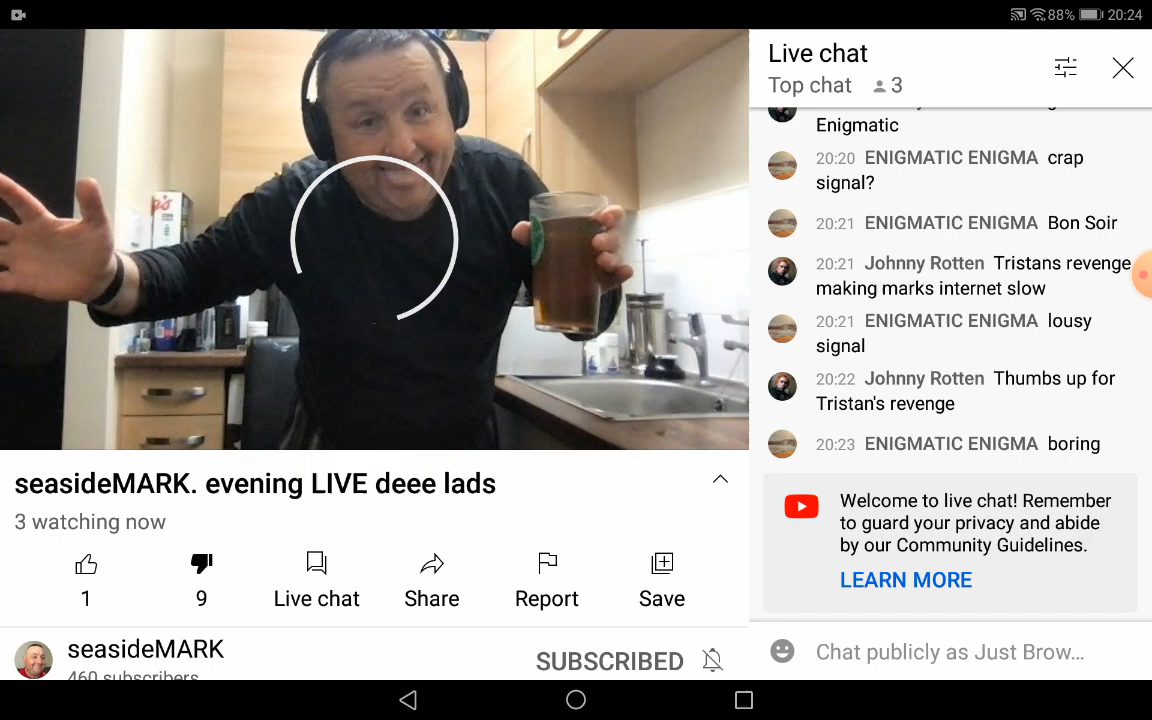 88% 20:24
Live chat
Top chat 3
Enigmatic
20:20 ENIGMATIC ENIGMA crap
signal?
20:21 ENIGMATIC ENIGMA Bon Soir
20:21 Johnny Rotten Tristans revenge
making marks internet slow
20:21 ENIGMATIC ENIGMA lousy
signal
20:22 Johnny Rotten Thumbs up for
Tristan's revenge
20:23 ENIGMATIC ENIGMA boring
Welcome to live chat! Remember
to guard your privacy and abide
by our Community Guidelines.
LEARN MORE
Chat publicly as Just Brow...
seasideMARK. evening LIVE deee lads
3 watching now
1 9 Live chat Share Report Save
seasideMARK
SUBSCRIBED
460 subscribers